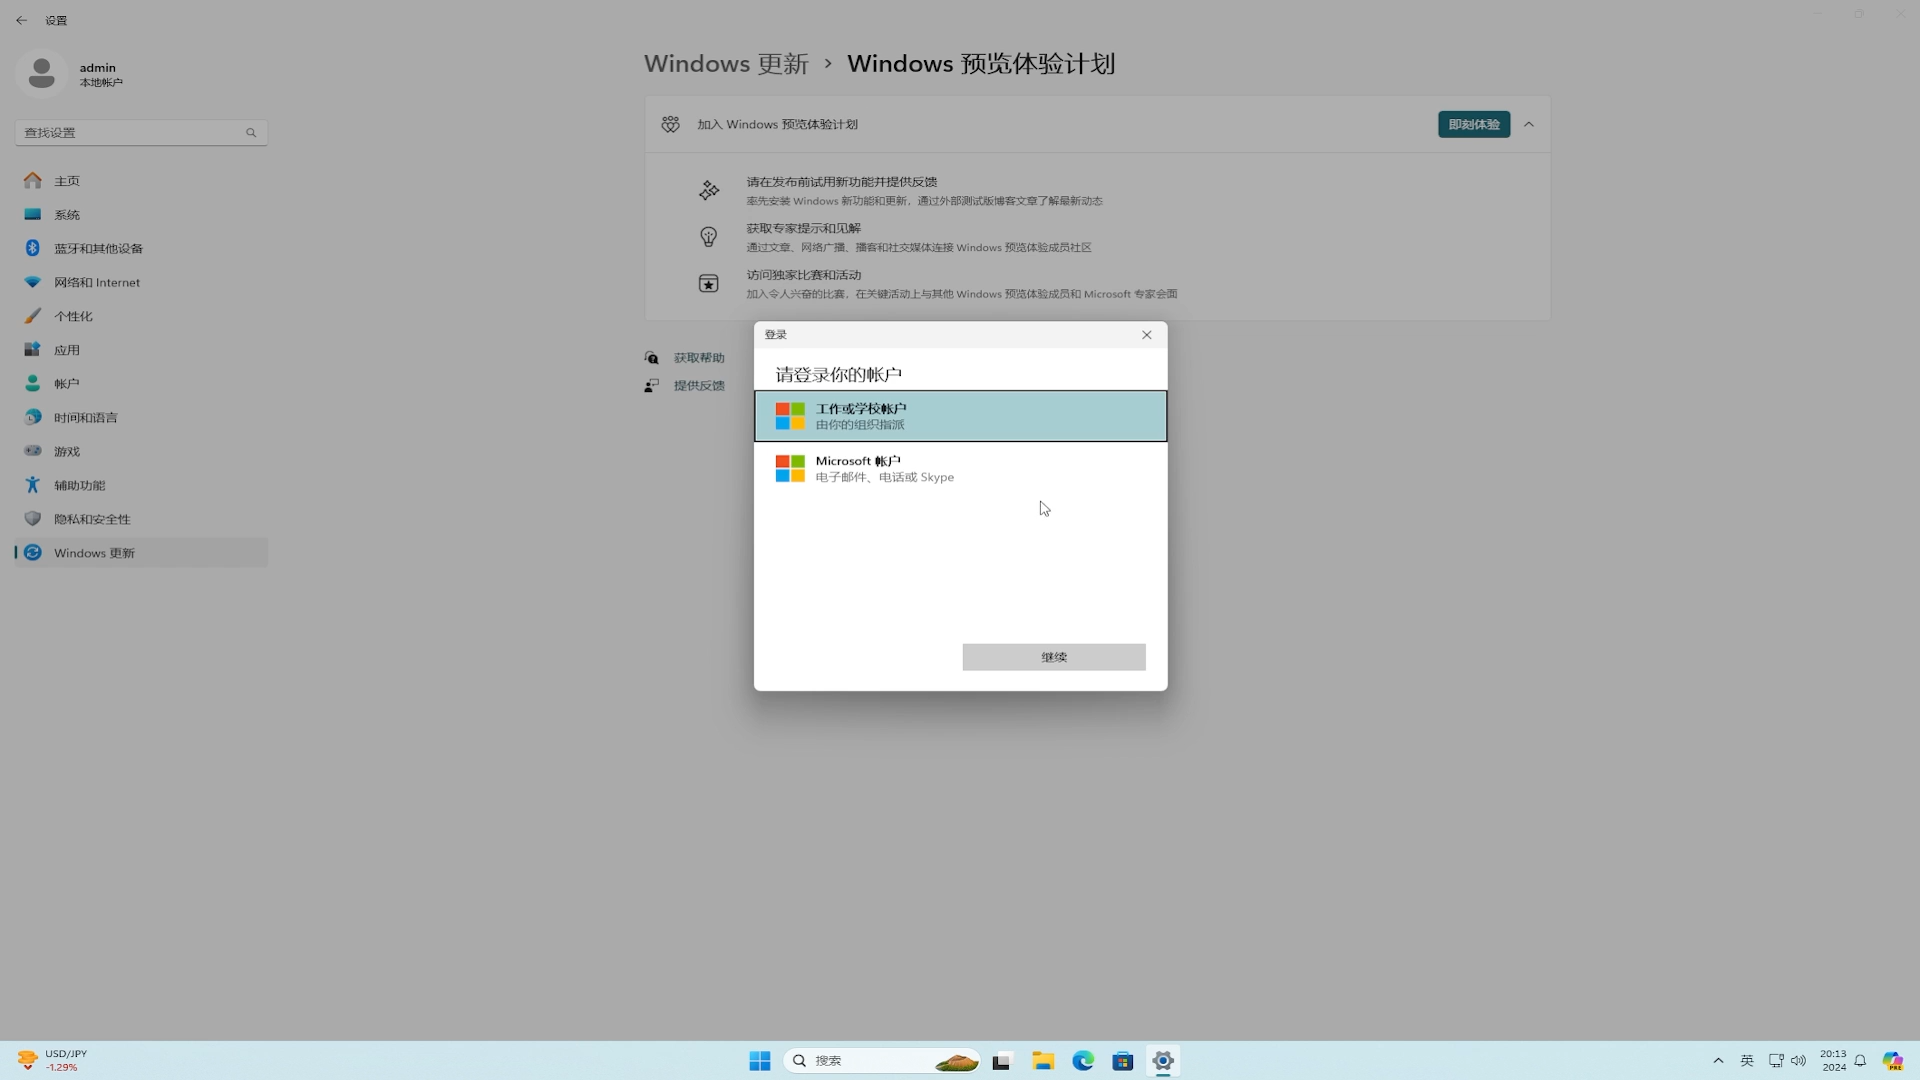 设置
admin
本地帐户
查找设置
主页
系统
蓝牙和其他设备
网络和 Internet
个性化
应用
帐户
时间和语言
游戏
辅助功能
隐私和安全性
Windows 更新
Windows 更新 › Windows 预览体验计划
加入 Windows 预览体验计划
即刻体验
请在发布前试用新功能并提供反馈
率先安装 Windows 新功能和更新，通过外部测试版博客文章了解最新动态
获取专家提示和见解
通过文章、网络广播、播客和社交媒体连接 Windows 预览体验成员社区
访问独家比赛和活动
加入令人兴奋的比赛，在关键活动上与其他 Windows 预览体验成员和 Microsoft 专家会面
获取帮助
提供反馈
登录
请登录你的帐户
工作或学校帐户
由你的组织指派
Microsoft 帐户
电子邮件、电话或 Skype
继续
USD/JPY
-1.29%
搜索
英
20:13
2024
PRE